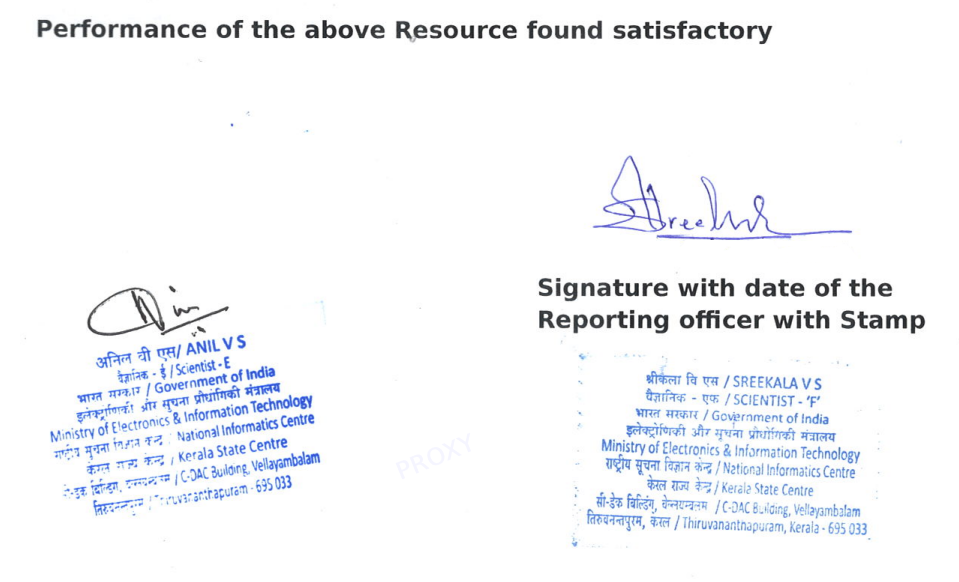 Performance of the above Resource found satisfactory
Signature with date of the
Reporting officer with Stamp
अनिल वी एस/ ANIL V S
वैज्ञानिक - ई / Scientist - E
भारत सरकार / Government of India
इलेक्ट्रॉणिकी और सूचना प्रौद्योगिकी मंत्रालय
Ministry of Electronics & Information Technology
राष्ट्रीय सूचना विज्ञान केन्द्र / National Informatics Centre
केरल राज्य केन्द्र / Kerala State Centre
सी-डैक बिल्डिंग, / C-DAC Building, Vellayambalam
तिरुवनन्तपुरम / Thiruvananthapuram - 695 033
PROXY
श्रीकला वि एस / SREEKALA V S
वैज्ञानिक - एफ / SCIENTIST - 'F'
भारत सरकार / Government of India
इलेक्ट्रोणिकी और सूचना प्रौद्योगिकी मंत्रालय
Ministry of Electronics & Information Technology
राष्ट्रीय सूचना विज्ञान केन्द्र / National Informatics Centre
केरल राज्य केन्द्र / Kerala State Centre
सी-डैक बिल्डिंग, वेल्लयम्बलम / C-DAC Building, Vellayambalam
तिरुवनन्तपुरम, केरल / Thiruvananthapuram, Kerala - 695 033